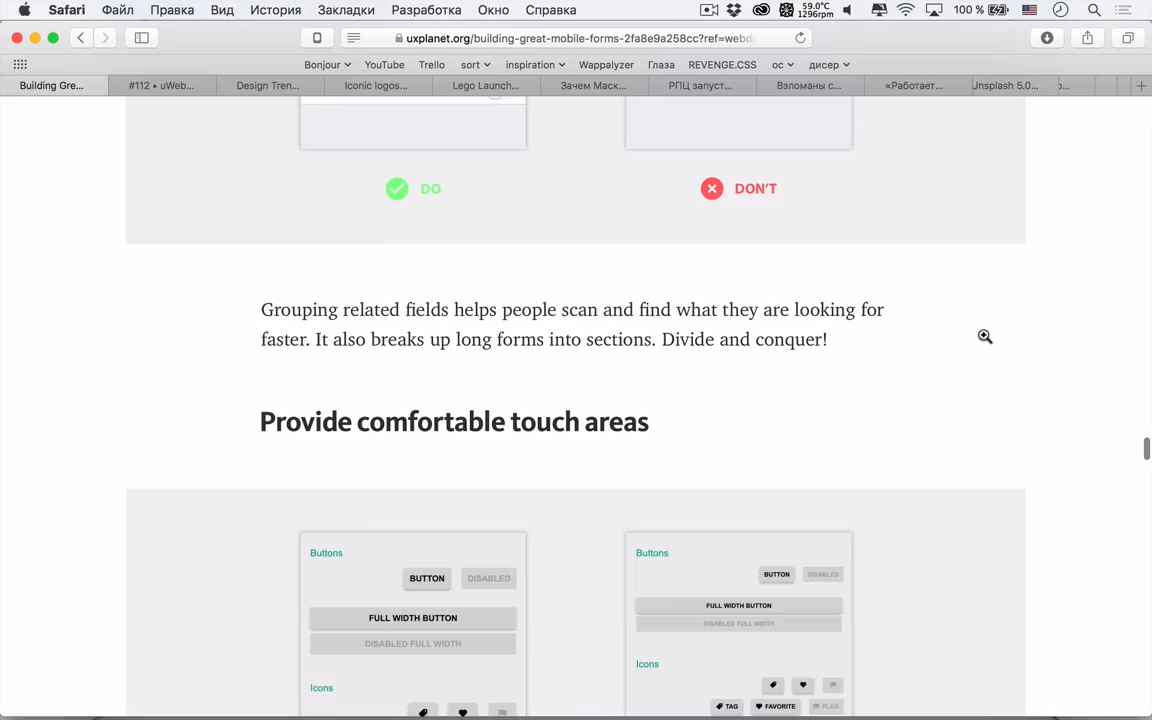 Safari Файл Правка Вид История Закладки Разработка Окно Справка 59.0°C 1296rpm 100 %
uxplanet.org/building-great-mobile-forms-2fa8e9a258cc?ref=webde
Bonjour YouTube Trello sort inspiration Wappalyzer Глаза REVENGE.CSS ос дисер
Building Gre... #112 • uWeb... Design Tren... Iconic logos... Lego Launch... Зачем Маск... РПЦ запуст... Взломаны с... «Работает... Unsplash 5.0...
DO DON'T
Grouping related fields helps people scan and find what they are looking for
faster. It also breaks up long forms into sections. Divide and conquer!
Provide comfortable touch areas
Buttons Buttons
BUTTON DISABLED BUTTON DISABLED
FULL WIDTH BUTTON FULL WIDTH BUTTON
DISABLED FULL WIDTH DISABLED FULL WIDTH
Icons Icons
TAG FAVORITE FLAG